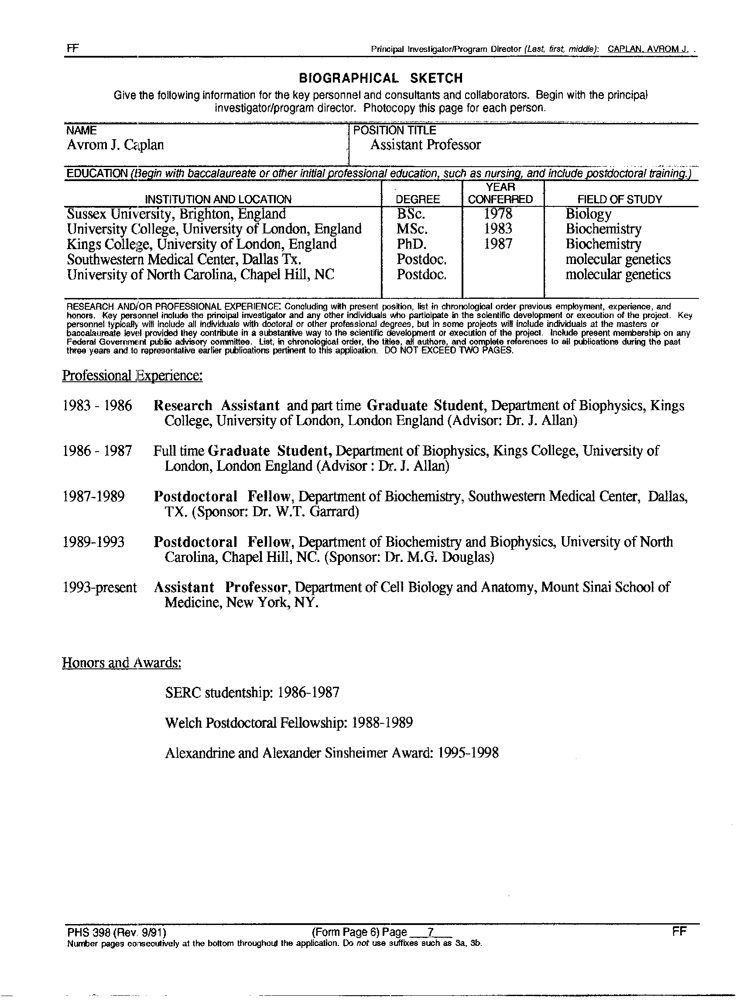 FF Principal Investigator/Program Director (Last, first, middle): CAPLAN, AVROM J.
BIOGRAPHICAL SKETCH
Give the following information for the key personnel and consultants and collaborators. Begin with the principal
investigator/program director. Photocopy this page for each person.
NAME POSITION TITLE
Avrom J. Caplan Assistant Professor
EDUCATION (Begin with baccalaureate or other initial professional education, such as nursing, and include postdoctoral training.)
INSTITUTION AND LOCATION DEGREE YEAR CONFERRED FIELD OF STUDY
Sussex University, Brighton, England BSc. 1978 Biology
University College, University of London, England MSc. 1983 Biochemistry
Kings College, University of London, England PhD. 1987 Biochemistry
Southwestern Medical Center, Dallas Tx. Postdoc. molecular genetics
University of North Carolina, Chapel Hill, NC Postdoc. molecular genetics
RESEARCH AND/OR PROFESSIONAL EXPERIENCE: Concluding with present position, list in chronological order previous employment, experience, and
honors. Key personnel include the principal investigator and any other individuals who participate in the scientific development or execution of the project. Key
personnel typically will include all individuals with doctoral or other professional degrees, but in some projects will include individuals at the masters or
baccalaureate level provided they contribute in a substantive way to the scientific development or execution of the project. Include present membership on any
Federal Government public advisory committee. List, in chronological order, the titles, all authors, and complete references to all publications during the past
three years and to representative earlier publications pertinent to this application. DO NOT EXCEED TWO PAGES.
Professional Experience:
1983 - 1986 Research Assistant and part time Graduate Student, Department of Biophysics, Kings
College, University of London, London England (Advisor: Dr. J. Allan)
1986 - 1987 Full time Graduate Student, Department of Biophysics, Kings College, University of
London, London England (Advisor : Dr. J. Allan)
1987-1989 Postdoctoral Fellow, Department of Biochemistry, Southwestern Medical Center, Dallas,
TX. (Sponsor: Dr. W.T. Garrard)
1989-1993 Postdoctoral Fellow, Department of Biochemistry and Biophysics, University of North
Carolina, Chapel Hill, NC. (Sponsor: Dr. M.G. Douglas)
1993-present Assistant Professor, Department of Cell Biology and Anatomy, Mount Sinai School of
Medicine, New York, NY.
Honors and Awards:
SERC studentship: 1986-1987
Welch Postdoctoral Fellowship: 1988-1989
Alexandrine and Alexander Sinsheimer Award: 1995-1998
PHS 398 (Rev. 9/91) (Form Page 6) Page 7 FF
Number pages consecutively at the bottom throughout the application. Do not use suffixes such as 3a, 3b.